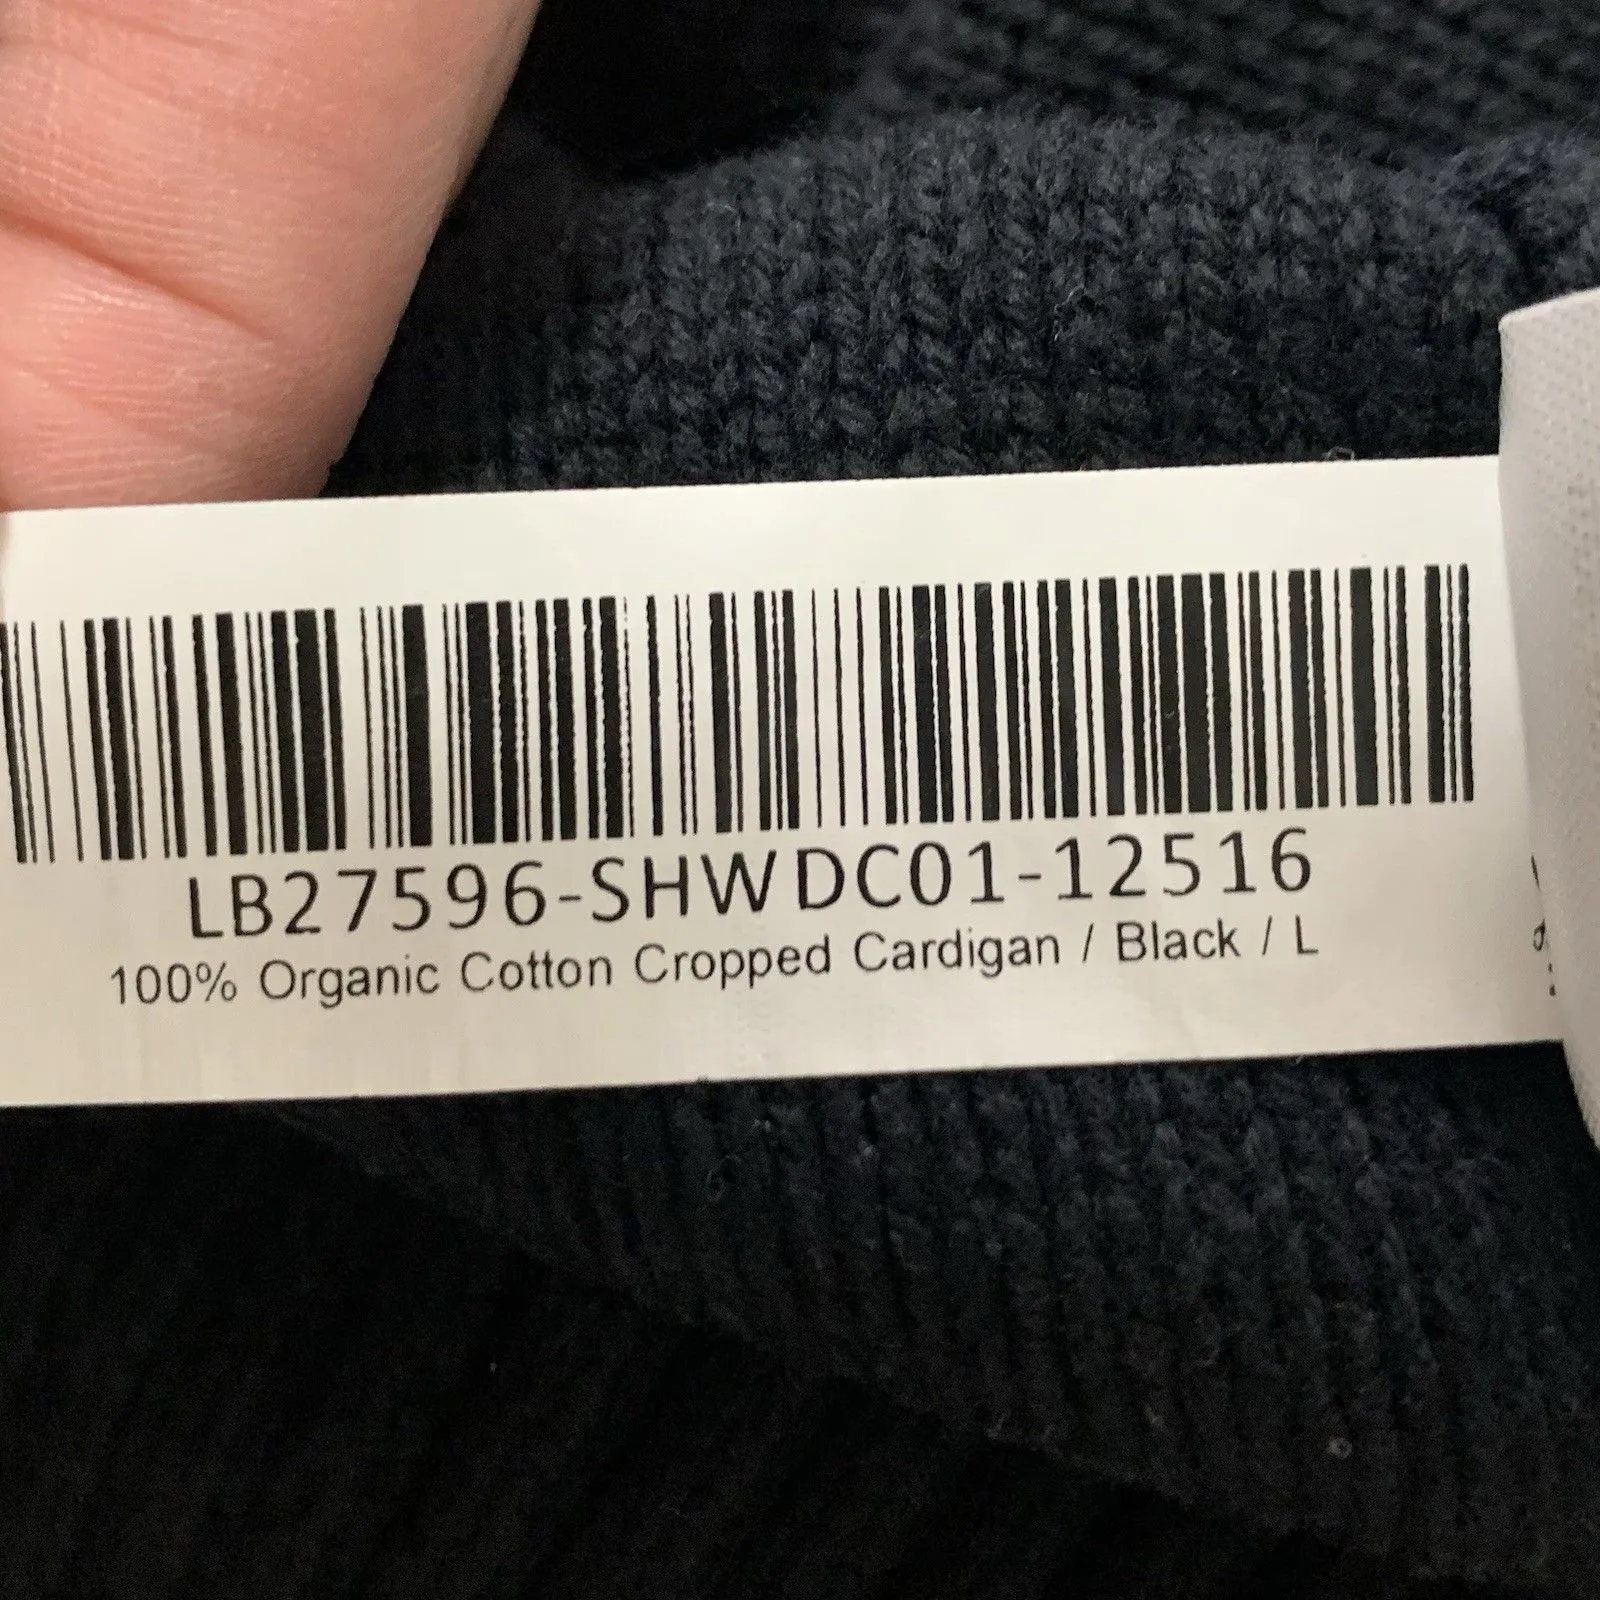 LB27596-SHWDC01-12516
100% Organic Cotton Cropped Cardigan / Black / L